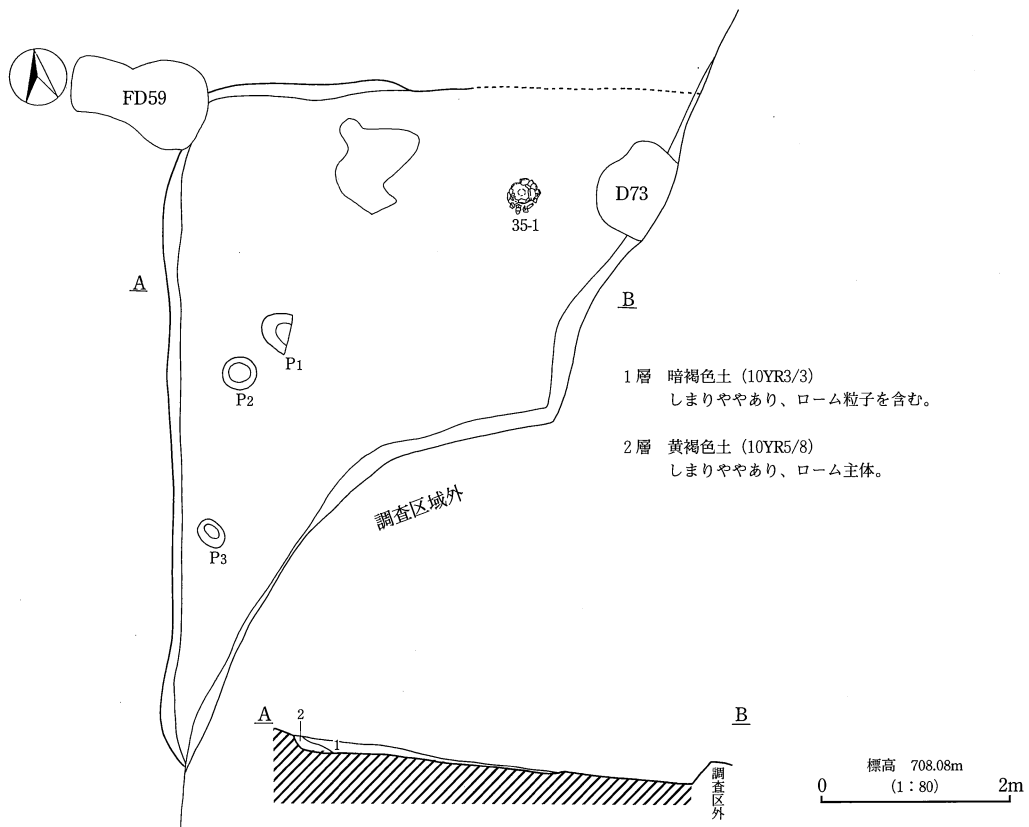 FD59
D73
35-1
A
B
P1
P2
P3
1層 暗褐色土（10YR3/3）
しまりややあり、ローム粒子を含む。
2層 黄褐色土（10YR5/8）
しまりややあり、ローム主体。
調査区域外
A
2
1
B
調査区外
標高 708.08m
（1：80）
0 2m